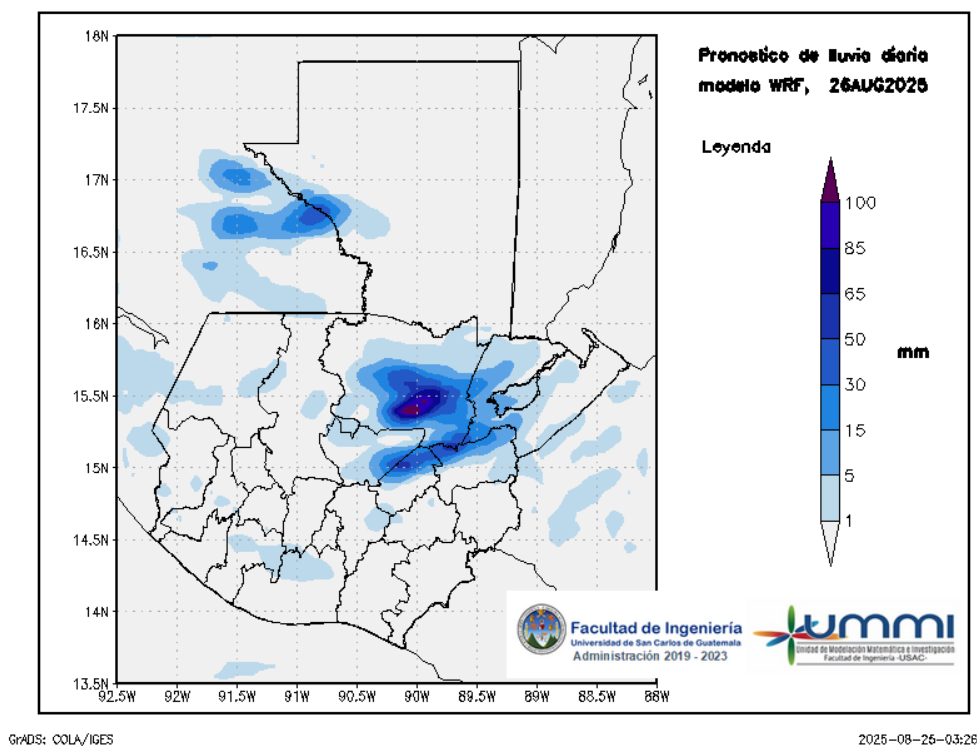 Pronostico de lluvia diaria
modelo WRF, 26AUG2025
Leyenda
100
85
65
50
30
15
5
1
mm
18N
17.5N
17N
16.5N
16N
15.5N
15N
14.5N
14N
13.5N
92.5W
92W
91.5W
91W
90.5W
90W
89.5W
89W
88.5W
88W
Facultad de Ingeniería
Universidad de San Carlos de Guatemala
Administración 2019 - 2023
ummi
Unidad de Modelación Matemática e Investigación
Facultad de Ingeniería -USAC-
GrADS: COLA/IGES
2025-08-26-03:26